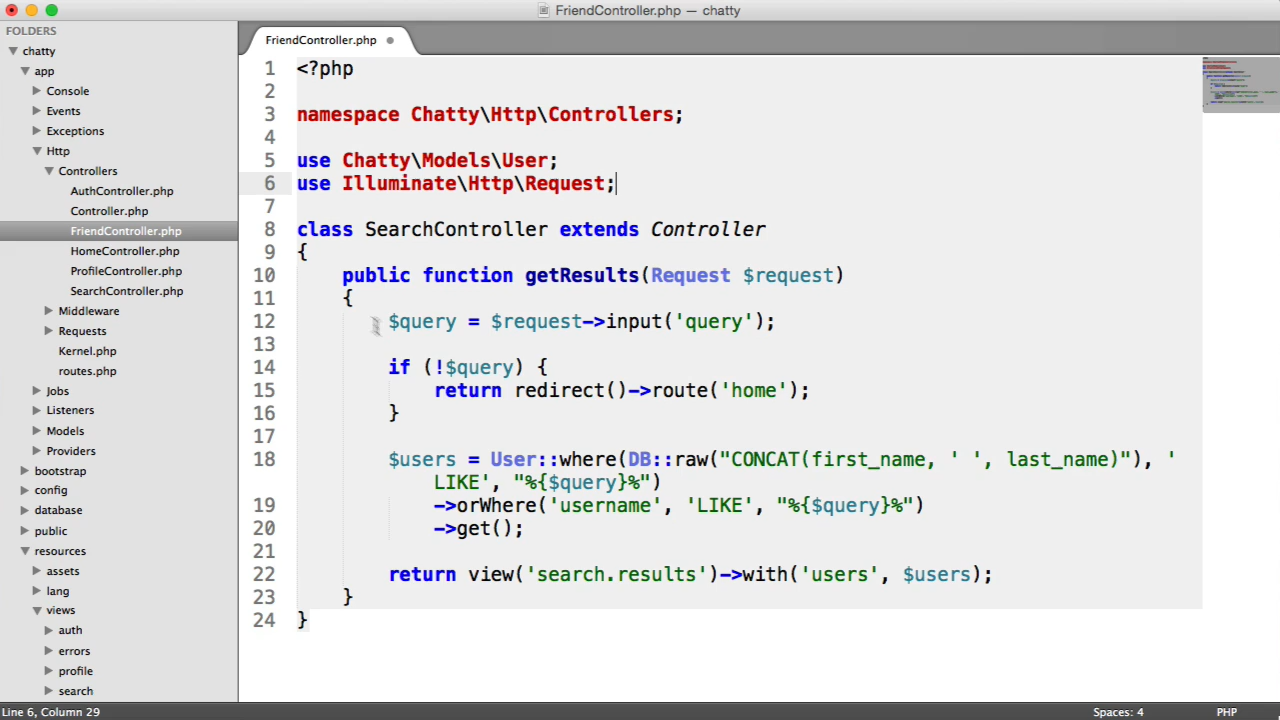 FriendController.php — chatty
FOLDERS
chatty
app
Console
Events
Exceptions
Http
Controllers
AuthController.php
Controller.php
FriendController.php
HomeController.php
ProfileController.php
SearchController.php
Middleware
Requests
Kernel.php
routes.php
Jobs
Listeners
Models
Providers
bootstrap
config
database
public
resources
assets
lang
views
auth
errors
profile
search
FriendController.php
1 <?php
2
3 namespace Chatty\Http\Controllers;
4
5 use Chatty\Models\User;
6 use Illuminate\Http\Request;
7
8 class SearchController extends Controller
9 {
10 public function getResults(Request $request)
11 {
12 $query = $request->input('query');
13
14 if (!$query) {
15 return redirect()->route('home');
16 }
17
18 $users = User::where(DB::raw("CONCAT(first_name, ' ', last_name)"), '
LIKE', "%{$query}%")
19 ->orWhere('username', 'LIKE', "%{$query}%")
20 ->get();
21
22 return view('search.results')->with('users', $users);
23 }
24 }
Line 6, Column 29
Spaces: 4
PHP